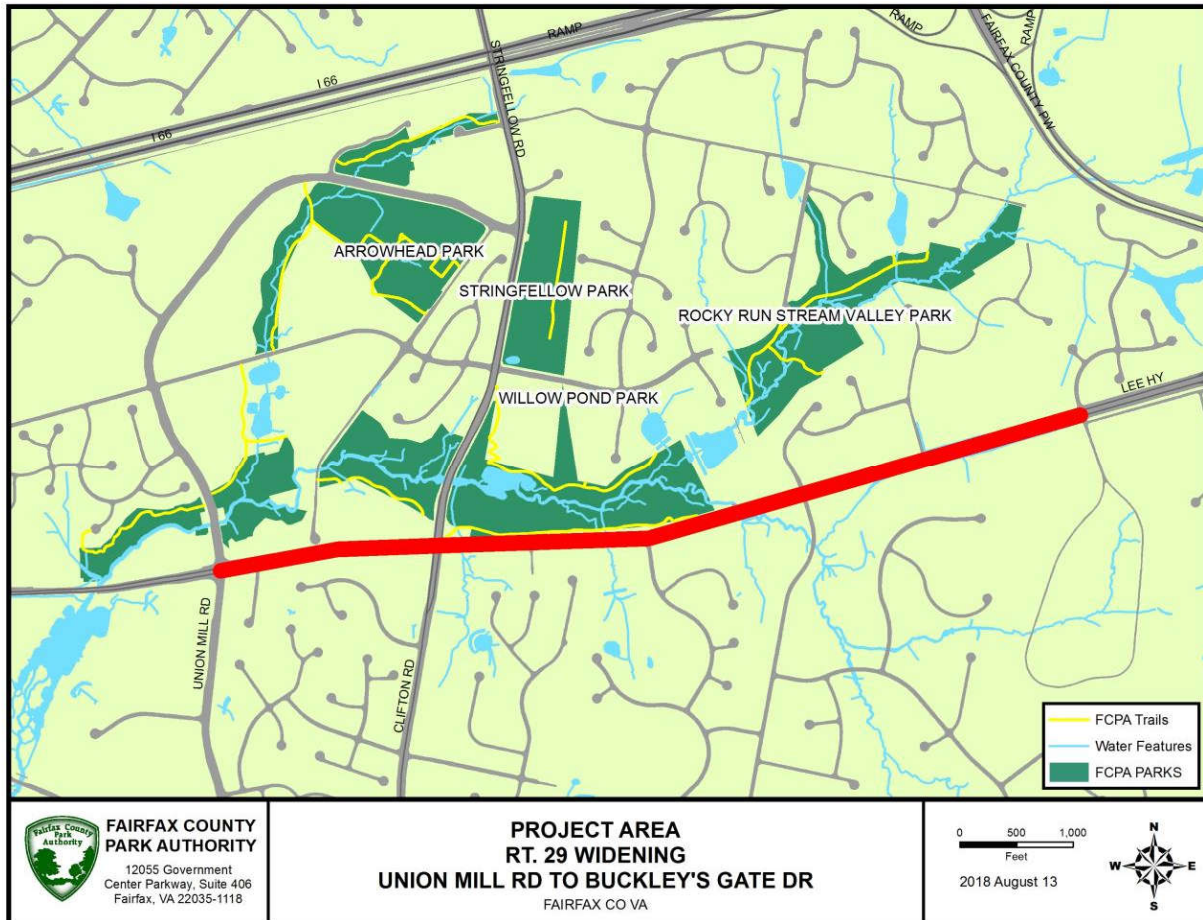 RAMP
I 66
I 66
STRINGFELLOW RD
RAMP
FAIRFAX COUNTY PW
RAMP
ARROWHEAD PARK
STRINGFELLOW PARK
ROCKY RUN STREAM VALLEY PARK
WILLOW POND PARK
LEE HY
UNION MILL RD
CLIFTON RD
FCPA Trails
Water Features
FCPA PARKS
Fairfax County
Park
Authority
FAIRFAX COUNTY
PARK AUTHORITY
12055 Government
Center Parkway, Suite 406
Fairfax, VA 22035-1118
PROJECT AREA
RT. 29 WIDENING
UNION MILL RD TO BUCKLEY'S GATE DR
FAIRFAX CO VA
0 500 1,000
Feet
2018 August 13
N
W E
S